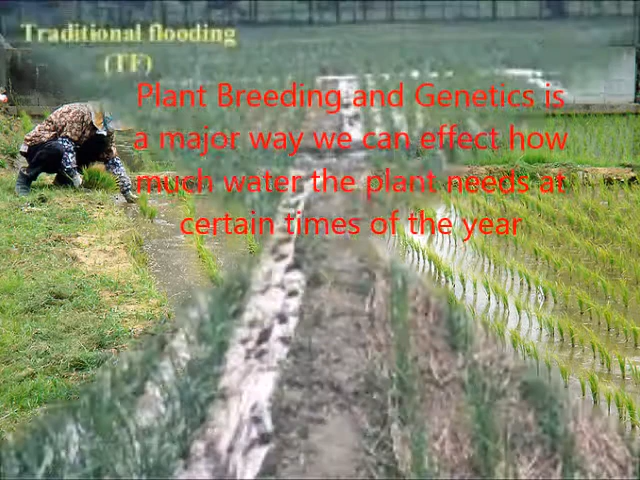 Traditional flooding
(TF)
Plant Breeding and Genetics is
a major way we can effect how
much water the plant needs at
certain times of the year